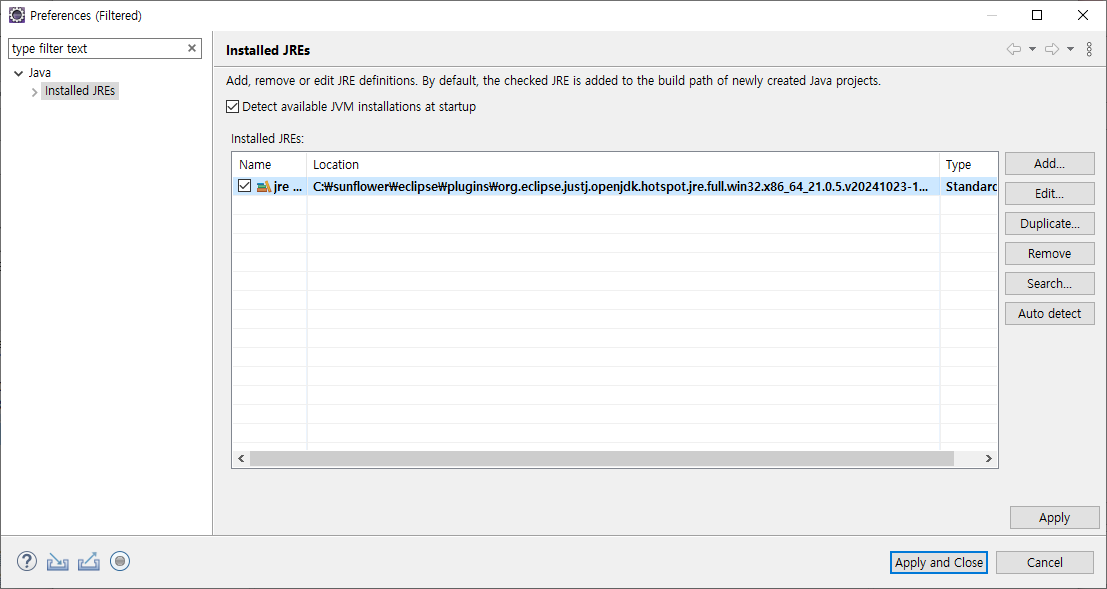 Preferences (Filtered)
type filter text
Java
Installed JREs
Installed JREs
Add, remove or edit JRE definitions. By default, the checked JRE is added to the build path of newly created Java projects.
Detect available JVM installations at startup
Installed JREs:
Name Location Type
jre ... C:₩sunflower₩eclipse₩plugins₩org.eclipse.justj.openjdk.hotspot.jre.full.win32.x86_64_21.0.5.v20241023-1... Standard
Add...
Edit...
Duplicate...
Remove
Search...
Auto detect
Apply
Apply and Close Cancel